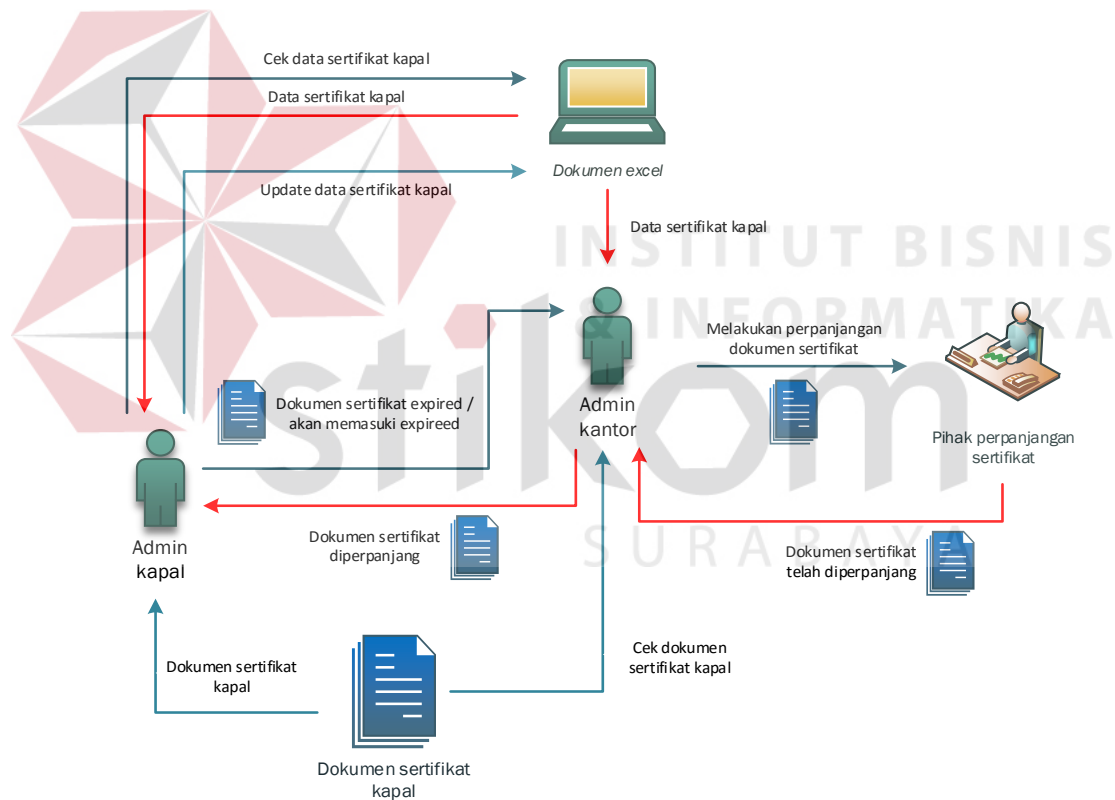 Cek data sertifikat kapal
Data sertifikat kapal
Update data sertifikat kapal
Dokumen excel
Data sertifikat kapal
INSTITUT BISNIS
& INFORMATIKA
stikom
SURABAYA
Melakukan perpanjangan
dokumen sertifikat
Dokumen sertifikat expired /
akan memasuki expireed
Admin
kantor
Pihak perpanjangan
sertifikat
Admin
kapal
Dokumen sertifikat
diperpanjang
Dokumen sertifikat
telah diperpanjang
Dokumen sertifikat
kapal
Cek dokumen
sertifikat kapal
Dokumen sertifikat
kapal